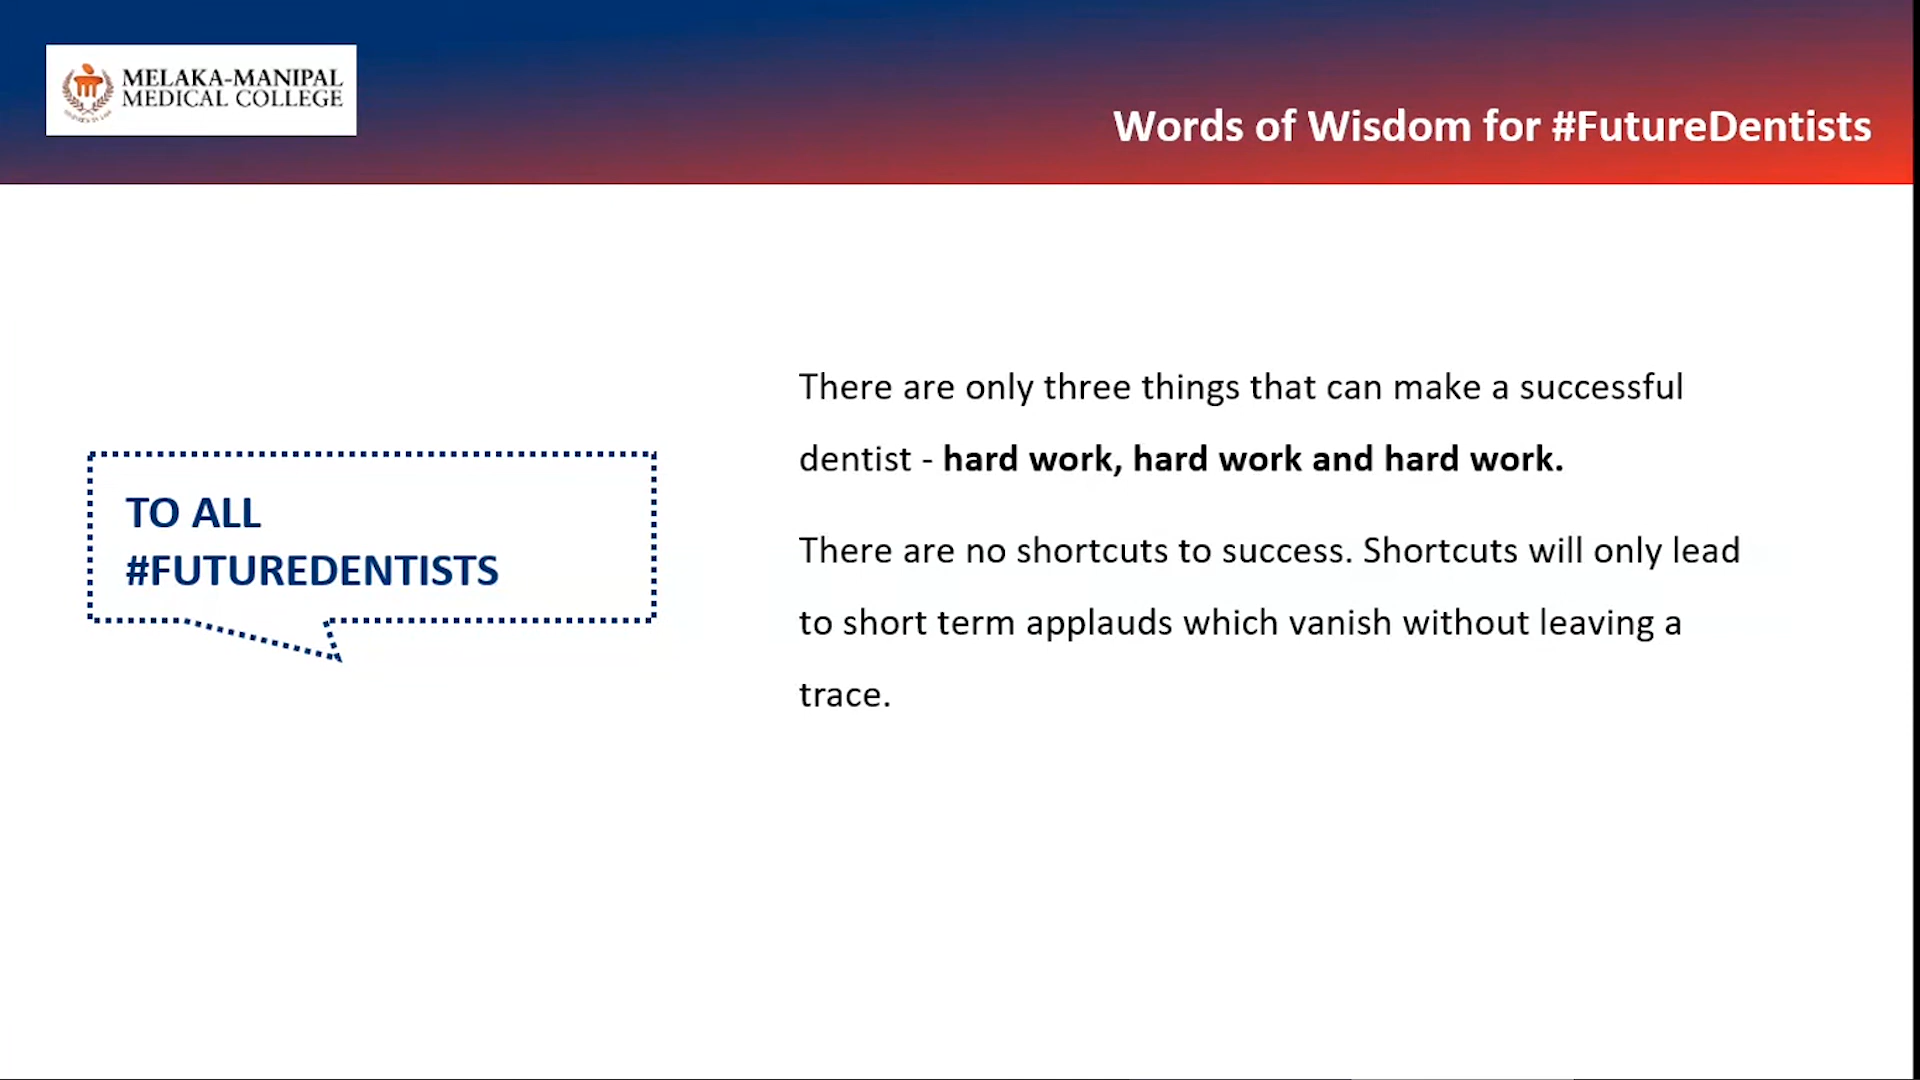 MELAKA-MANIPAL
MEDICAL COLLEGE
Words of Wisdom for #FutureDentists
TO ALL
#FUTUREDENTISTS
There are only three things that can make a successful
dentist - hard work, hard work and hard work.
There are no shortcuts to success. Shortcuts will only lead
to short term applauds which vanish without leaving a
trace.